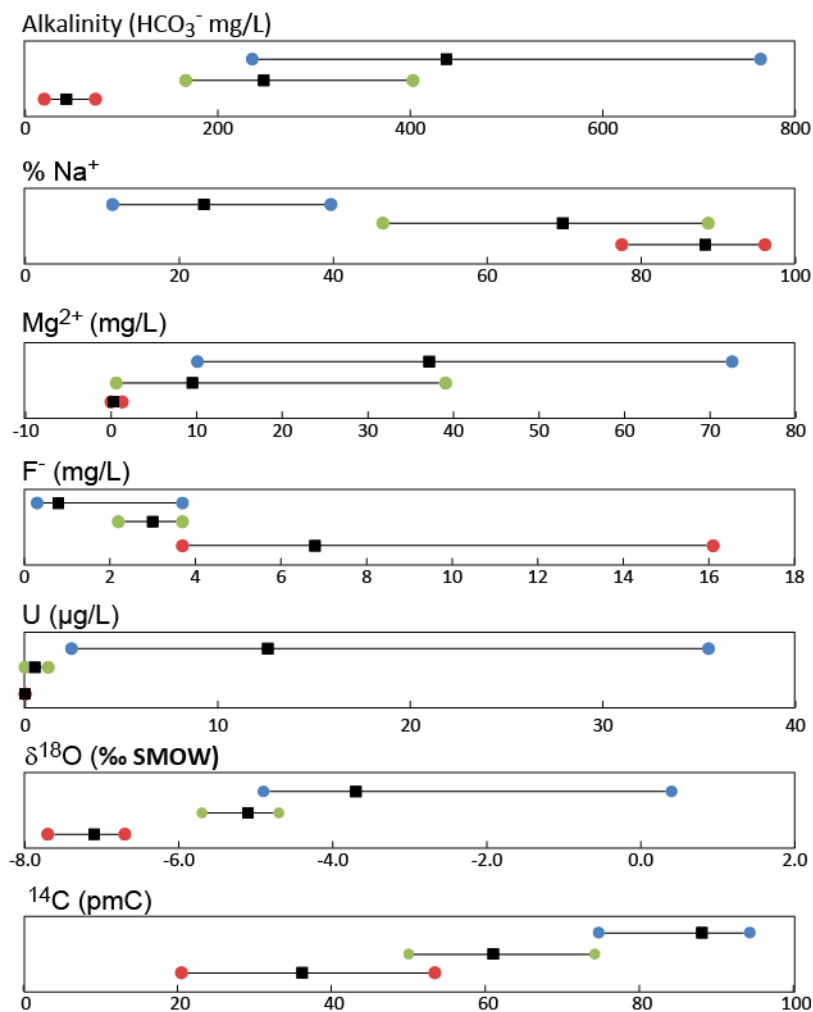 Alkalinity (HCO₃⁻ mg/L)
0 200 400 600 800
% Na⁺
0 20 40 60 80 100
Mg²⁺ (mg/L)
-10 0 10 20 30 40 50 60 70 80
F⁻ (mg/L)
0 2 4 6 8 10 12 14 16 18
U (µg/L)
0 10 20 30 40
δ¹⁸O (‰ SMOW)
-8.0 -6.0 -4.0 -2.0 0.0 2.0
¹⁴C (pmC)
0 20 40 60 80 100